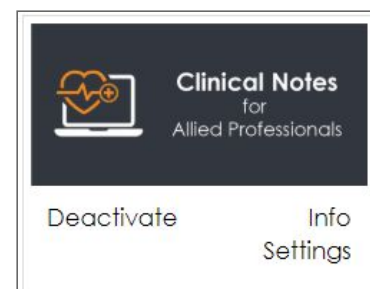 Clinical Notes
for
Allied Professionals
Deactivate Info
Settings